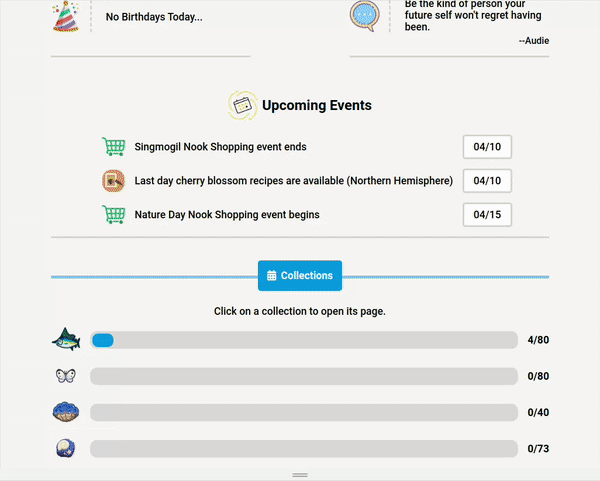 No Birthdays Today...
Be the kind of person your
future self won't regret having
been.
--Audie
Upcoming Events
Singmogil Nook Shopping event ends
04/10
Last day cherry blossom recipes are available (Northern Hemisphere)
04/10
Nature Day Nook Shopping event begins
04/15
Collections
Click on a collection to open its page.
4/80
0/80
0/40
0/73